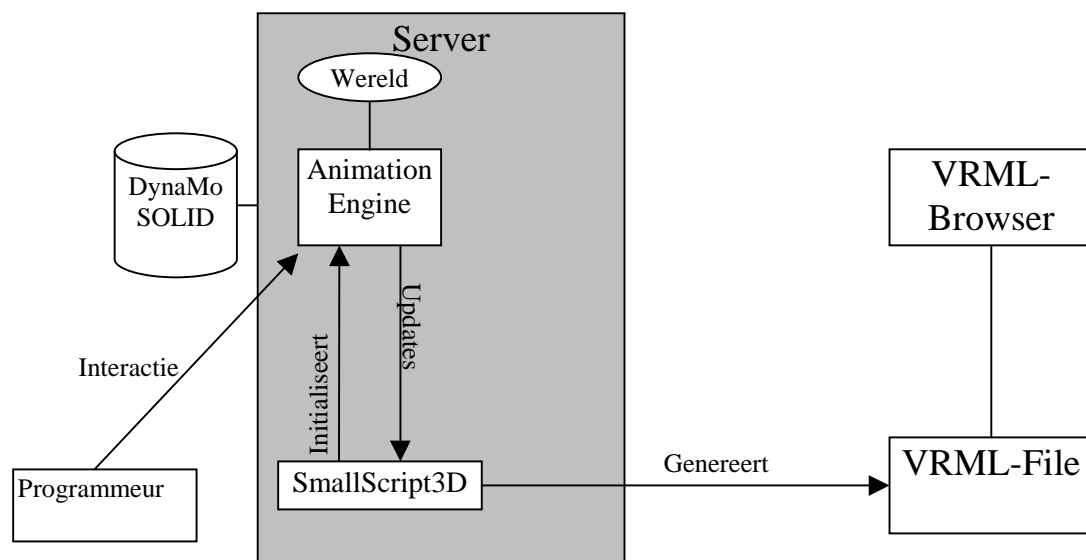 Server
Wereld
DynaMo
SOLID
Animation
Engine
VRML-
Browser
Updates
Initialiseert
Interactie
Programmeur
SmallScript3D
Genereert
VRML-File